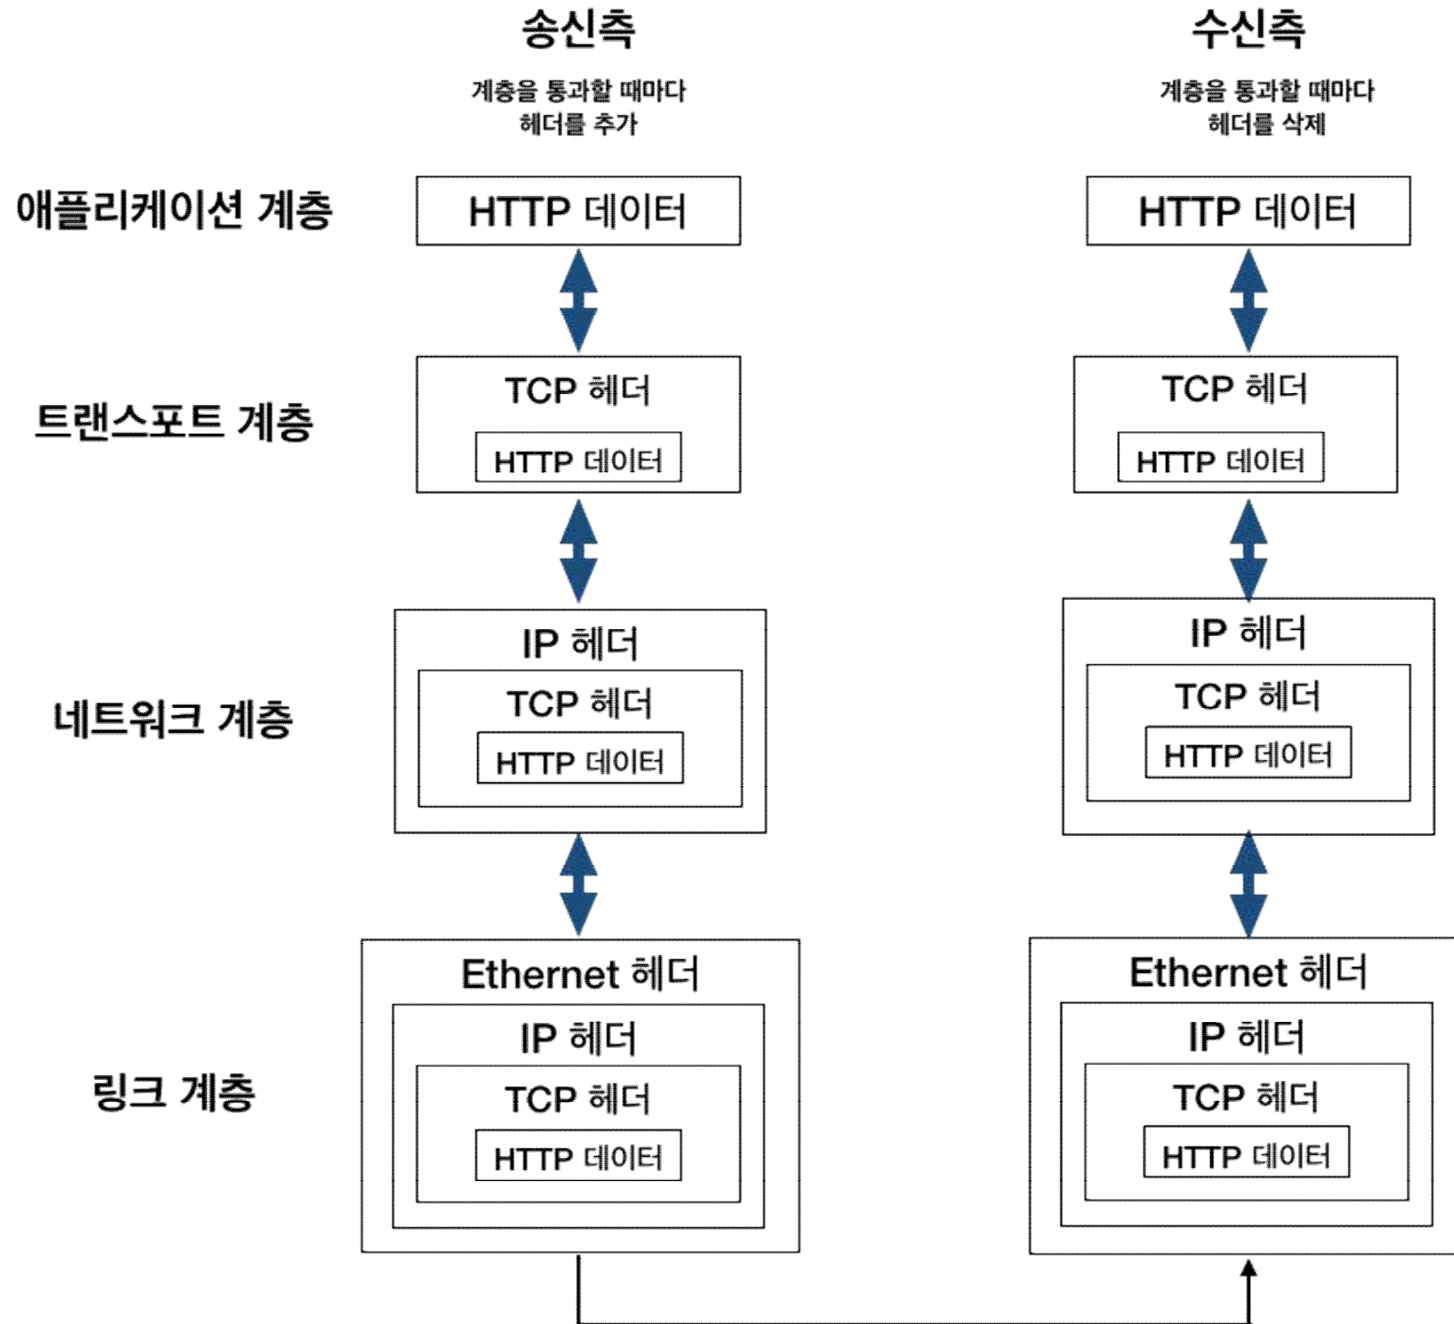 송신측
수신측
계층을 통과할 때마다
헤더를 추가
계층을 통과할 때마다
헤더를 삭제
애플리케이션 계층
HTTP 데이터
HTTP 데이터
트랜스포트 계층
TCP 헤더
HTTP 데이터
TCP 헤더
HTTP 데이터
네트워크 계층
IP 헤더
TCP 헤더
HTTP 데이터
IP 헤더
TCP 헤더
HTTP 데이터
링크 계층
Ethernet 헤더
IP 헤더
TCP 헤더
HTTP 데이터
Ethernet 헤더
IP 헤더
TCP 헤더
HTTP 데이터